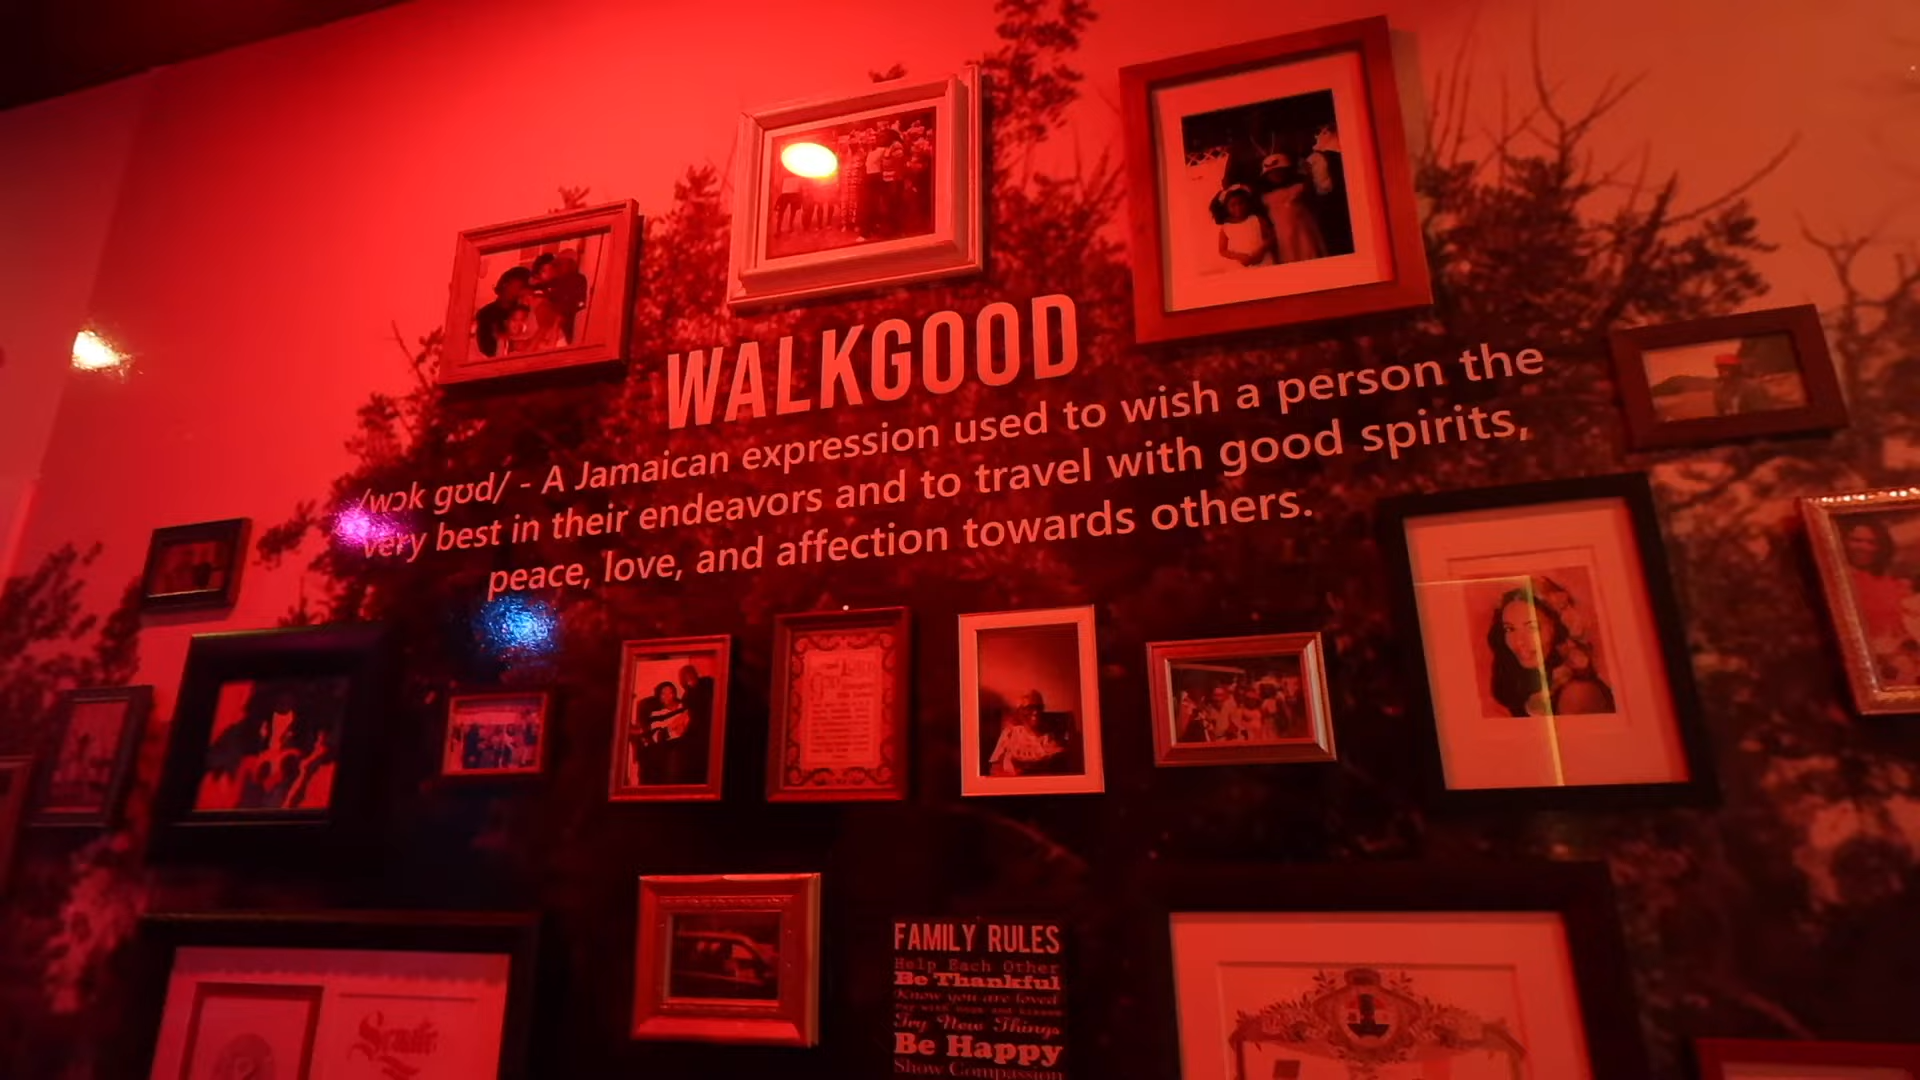 WALKGOOD
/wɔk gʊd/ - A Jamaican expression used to wish a person the
very best in their endeavors and to travel with good spirits,
peace, love, and affection towards others.
FAMILY RULES
Help Each Other
Be Thankful
Know you are loved
Try New Things
Be Happy
Show Compassion
Senate